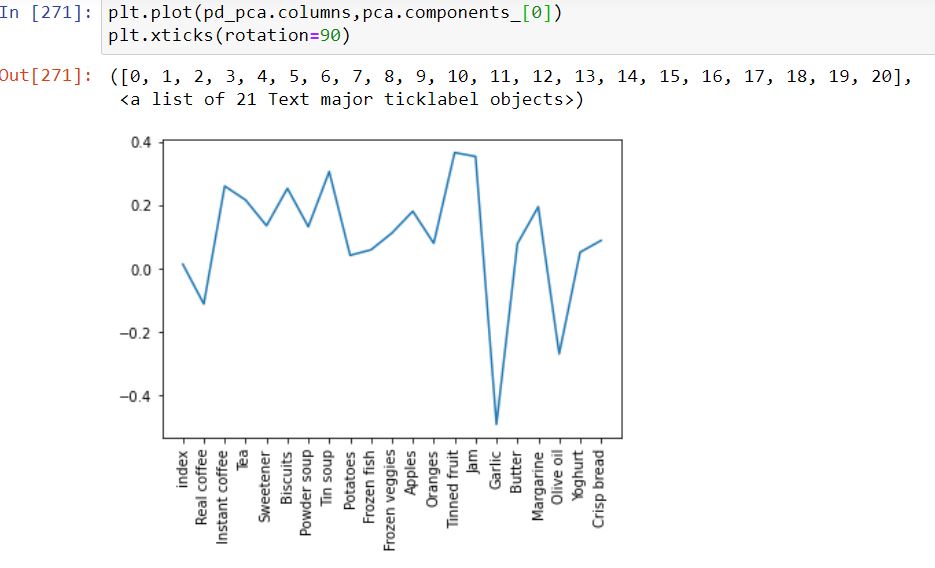 In [271]: plt.plot(pd_pca.columns,pca.components_[0])
plt.xticks(rotation=90)
Out[271]: ([0, 1, 2, 3, 4, 5, 6, 7, 8, 9, 10, 11, 12, 13, 14, 15, 16, 17, 18, 19, 20],
<a list of 21 Text major ticklabel objects>)
0.4
0.2
0.0
−0.2
−0.4
index
Real coffee
Instant coffee
Tea
Sweetener
Biscuits
Powder soup
Tin soup
Potatoes
Frozen fish
Frozen veggies
Apples
Oranges
Tinned fruit
Jam
Garlic
Butter
Margarine
Olive oil
Yoghurt
Crisp bread